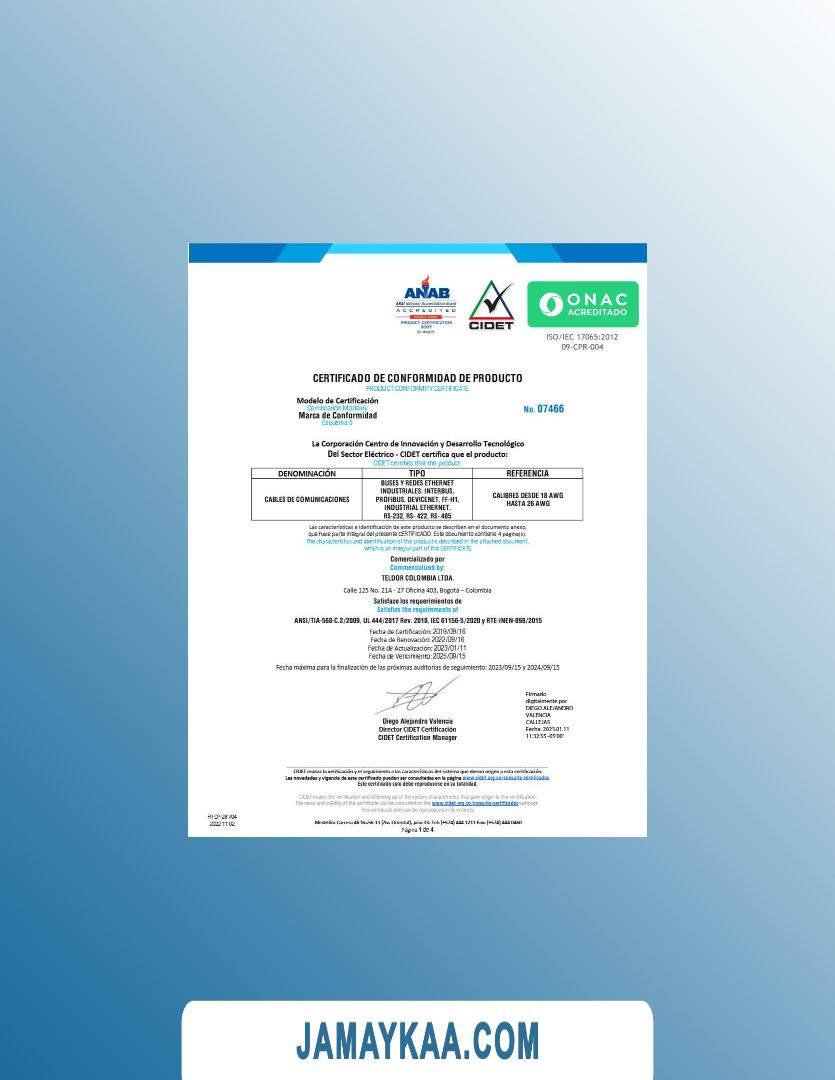 ANAB
ANSI National Accreditation Board
ACCREDITED
PRODUCT CERTIFICATION
BODY
CIDET
ONAC
ACREDITADO
ISO/IEC 17065:2012
09-CPR-004
CERTIFICADO DE CONFORMIDAD DE PRODUCTO
PRODUCT CONFORMITY CERTIFICATE
Modelo de Certificación
Certification Modality
Marca de Conformidad
Esquema 5
No. 07466
La Corporación Centro de Innovación y Desarrollo Tecnológico
Del Sector Eléctrico - CIDET certifica que el producto:
CIDET certifies that the product:
DENOMINACIÓN TIPO REFERENCIA
CABLES DE COMUNICACIONES
BUSES Y REDES ETHERNET
INDUSTRIALES: INTERBUS,
PROFIBUS, DEVICENET, FF-H1,
INDUSTRIAL ETHERNET,
RS-232, RS- 422, RS- 485
CALIBRES DESDE 18 AWG
HASTA 26 AWG
Las características e identificación de este producto se describen en el documento anexo,
que hace parte integral del presente CERTIFICADO. Este documento contiene 4 página(s).
The characteristics and identification of this product is described in the attached document,
which is an integral part of this CERTIFICATE
Comercializado por
Commercialized by:
TELDOR COLOMBIA LTDA.
Calle 125 No. 21A - 27 Oficina 403, Bogotá – Colombia
Satisface los requerimientos de
Satisfies the requirements of
ANSI/TIA-568-C.2/2009, UL 444/2017 Rev. 2018, IEC 61156-5/2020 y RTE-INEN-098/2015
Fecha de Certificación: 2019/09/16
Fecha de Renovación: 2022/09/16
Fecha de Actualización: 2023/01/11
Fecha de Vencimiento: 2025/09/15
Fecha máxima para la finalización de las próximas auditorías de seguimiento: 2023/09/15 y 2024/09/15
Diego Alejandro Valencia
Director CIDET Certificación
CIDET Certification Manager
Firmado
digitalmente por
DIEGO ALEJANDRO
VALENCIA
CALLEJAS
Fecha: 2023.01.11
11:32:55 -05'00'
CIDET realiza la verificación y el seguimiento a las características del sistema que dieron origen a esta certificación.
Las novedades y vigencia de este certificado pueden ser consultadas en la página www.cidet.org.co/consulta-certificados
Este certificado solo debe reproducirse en su totalidad.
CIDET makes the verification and following up of the system characteristics that gave origin to this certification.
The news and validity of this certificate can be consulted on the www.cidet.org.co/consulta-certificados webpage
This certificate only can be reproduced in its entirety.
FR-CP-28 V04
2022-11-02
Medellín: Carrera 46 No.56-11 (Av. Oriental), piso 13. Tel: (+574) 444 1211 Fax: (+574) 444 0460
Página 1 de 4
JAMAYKAA.COM